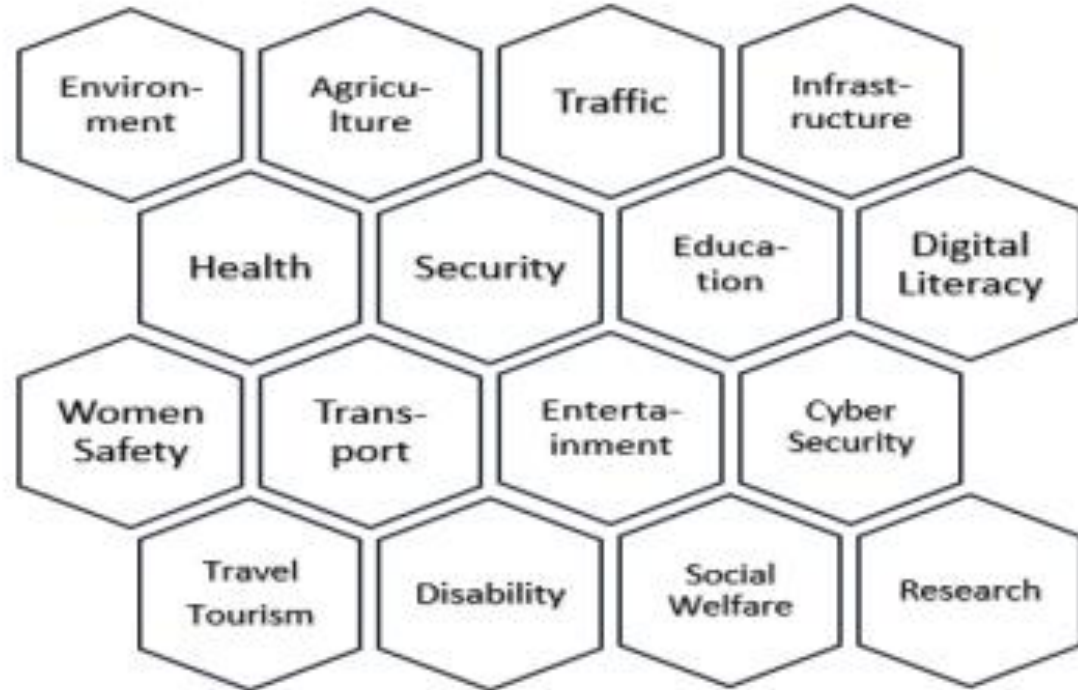 Environ-
ment
Agricu-
lture
Traffic
Infrast-
ructure
Health
Security
Educa-
tion
Digital
Literacy
Women
Safety
Trans-
port
Enterta-
inment
Cyber
Security
Travel
Tourism
Disability
Social
Welfare
Research